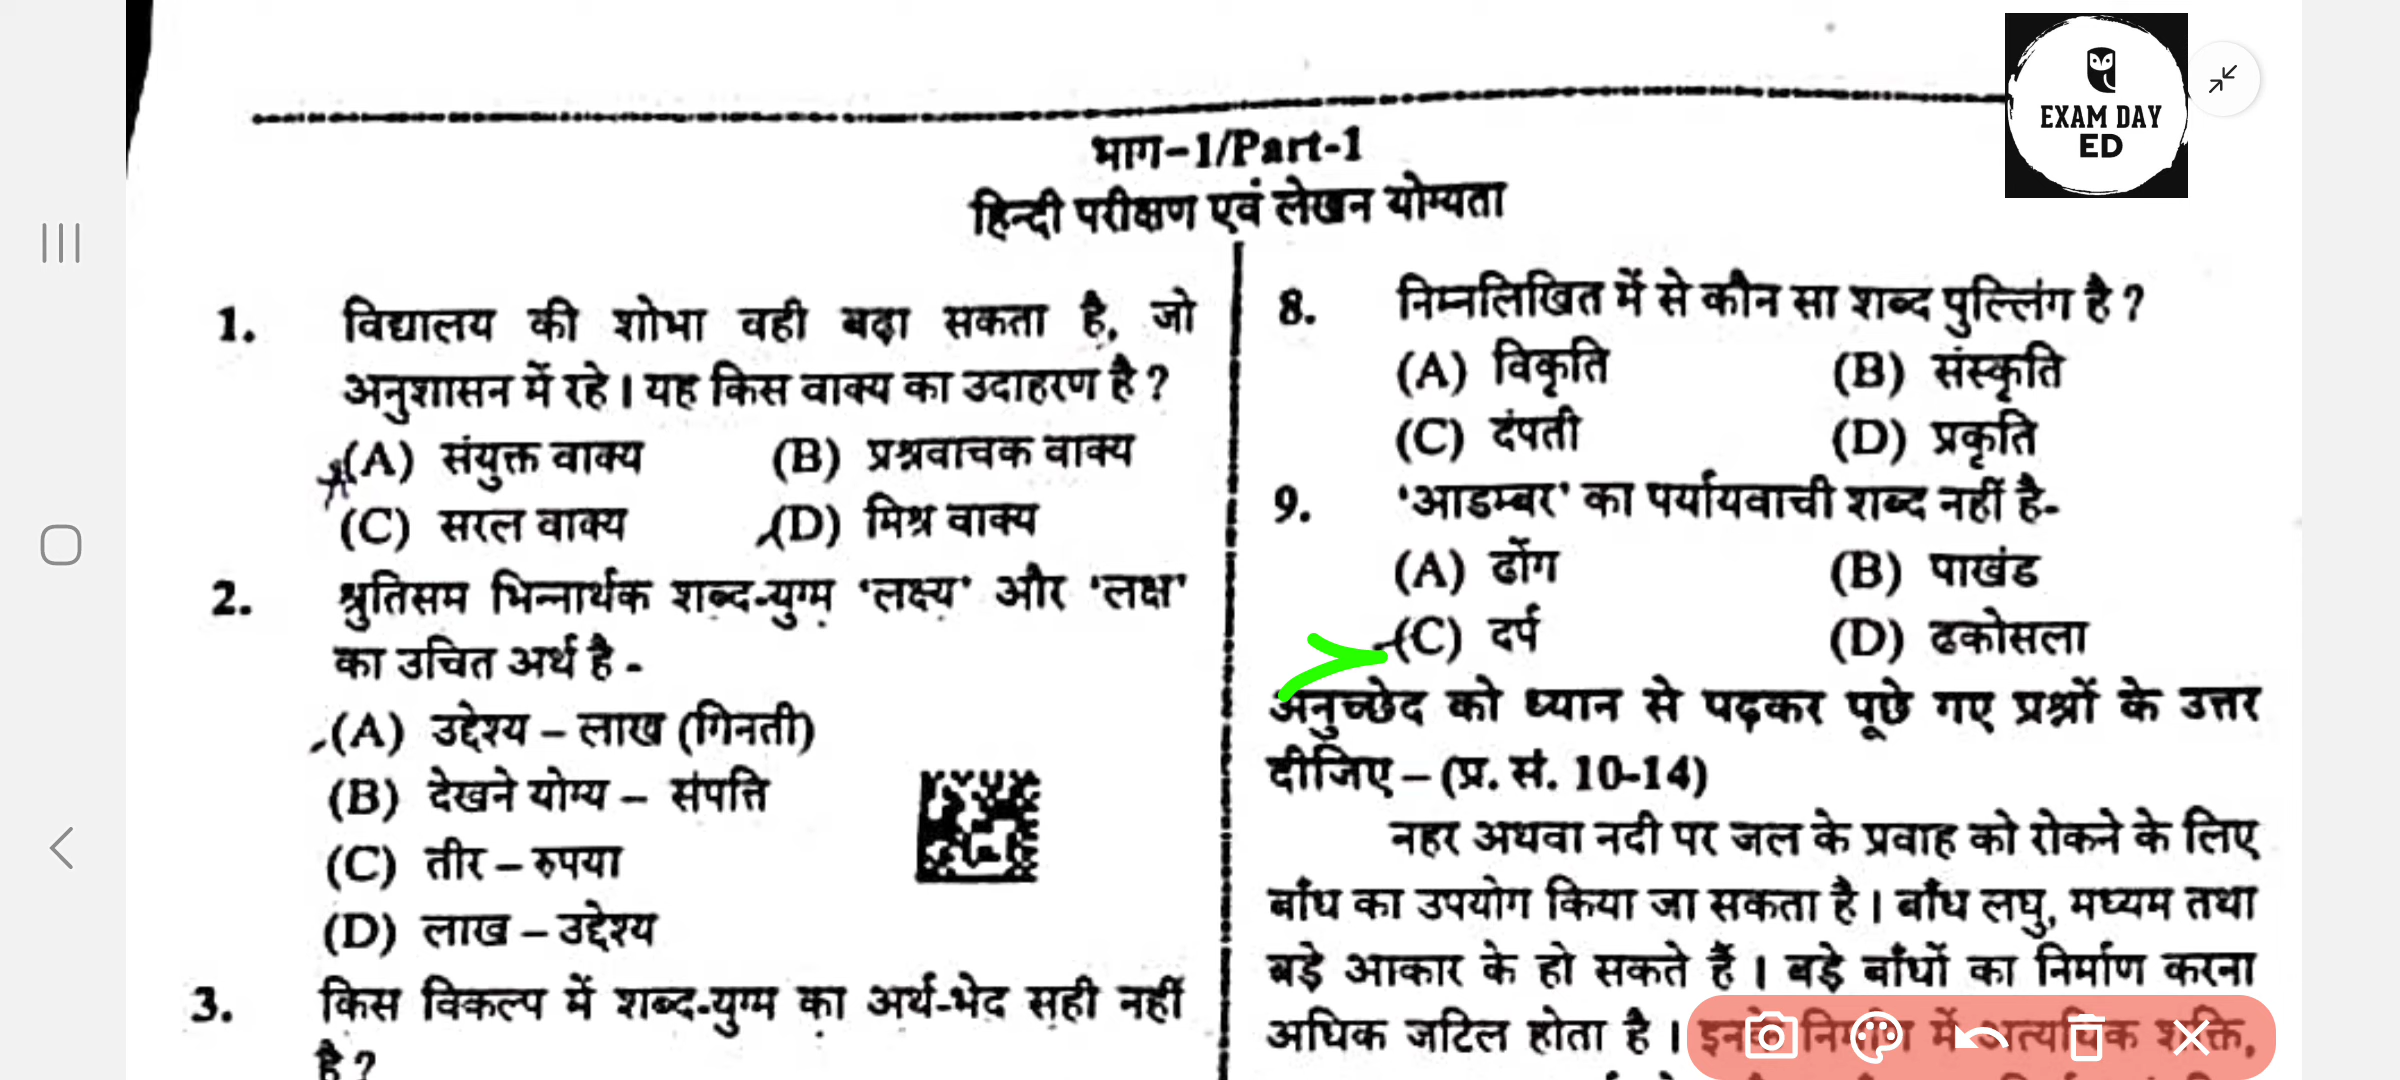 EXAM DAY
ED
भाग-1/Part-1
हिन्दी परीक्षण एवं लेखन योग्यता
1. विद्यालय की शोभा वही बढ़ा सकता है, जो
अनुशासन में रहे। यह किस वाक्य का उदाहरण है ?
(A) संयुक्त वाक्य (B) प्रश्नवाचक वाक्य
(C) सरल वाक्य (D) मिश्र वाक्य
2. श्रुतिसम भिन्नार्थक शब्द-युग्म 'लक्ष्य' और 'लक्ष'
का उचित अर्थ है -
(A) उद्देश्य – लाख (गिनती)
(B) देखने योग्य – संपत्ति
(C) तीर – रुपया
(D) लाख – उद्देश्य
3. किस विकल्प में शब्द-युग्म का अर्थ-भेद सही नहीं
है ?
8. निम्नलिखित में से कौन सा शब्द पुल्लिंग है ?
(A) विकृति (B) संस्कृति
(C) दंपती (D) प्रकृति
9. 'आडम्बर' का पर्यायवाची शब्द नहीं है-
(A) ढोंग (B) पाखंड
(C) दर्प (D) ढकोसला
अनुच्छेद को ध्यान से पढ़कर पूछे गए प्रश्नों के उत्तर
दीजिए – (प्र. सं. 10-14)
नहर अथवा नदी पर जल के प्रवाह को रोकने के लिए
बाँध का उपयोग किया जा सकता है। बाँध लघु, मध्यम तथा
बड़े आकार के हो सकते हैं। बड़े बाँधों का निर्माण करना
अधिक जटिल होता है। इनके निर्माण में अत्यधिक शक्ति,